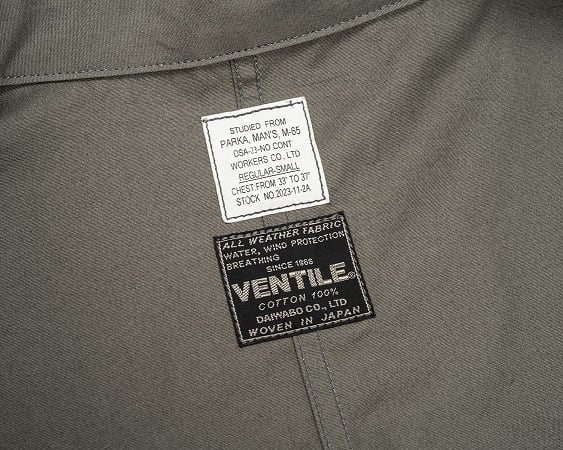 STUDIED FROM
PARKA, MAN'S, M-65
DSA-23-NO CONT
WORKERS CO. LTD
REGULAR-SMALL
CHEST:FROM 33" TO 37"
STOCK NO.2023-11-2A
ALL WEATHER FABRIC
WATER, WIND PROTECTION
BREATHING
SINCE 1966
VENTILE®
COTTON 100%
DAIWABO CO., LTD
WOVEN IN JAPAN